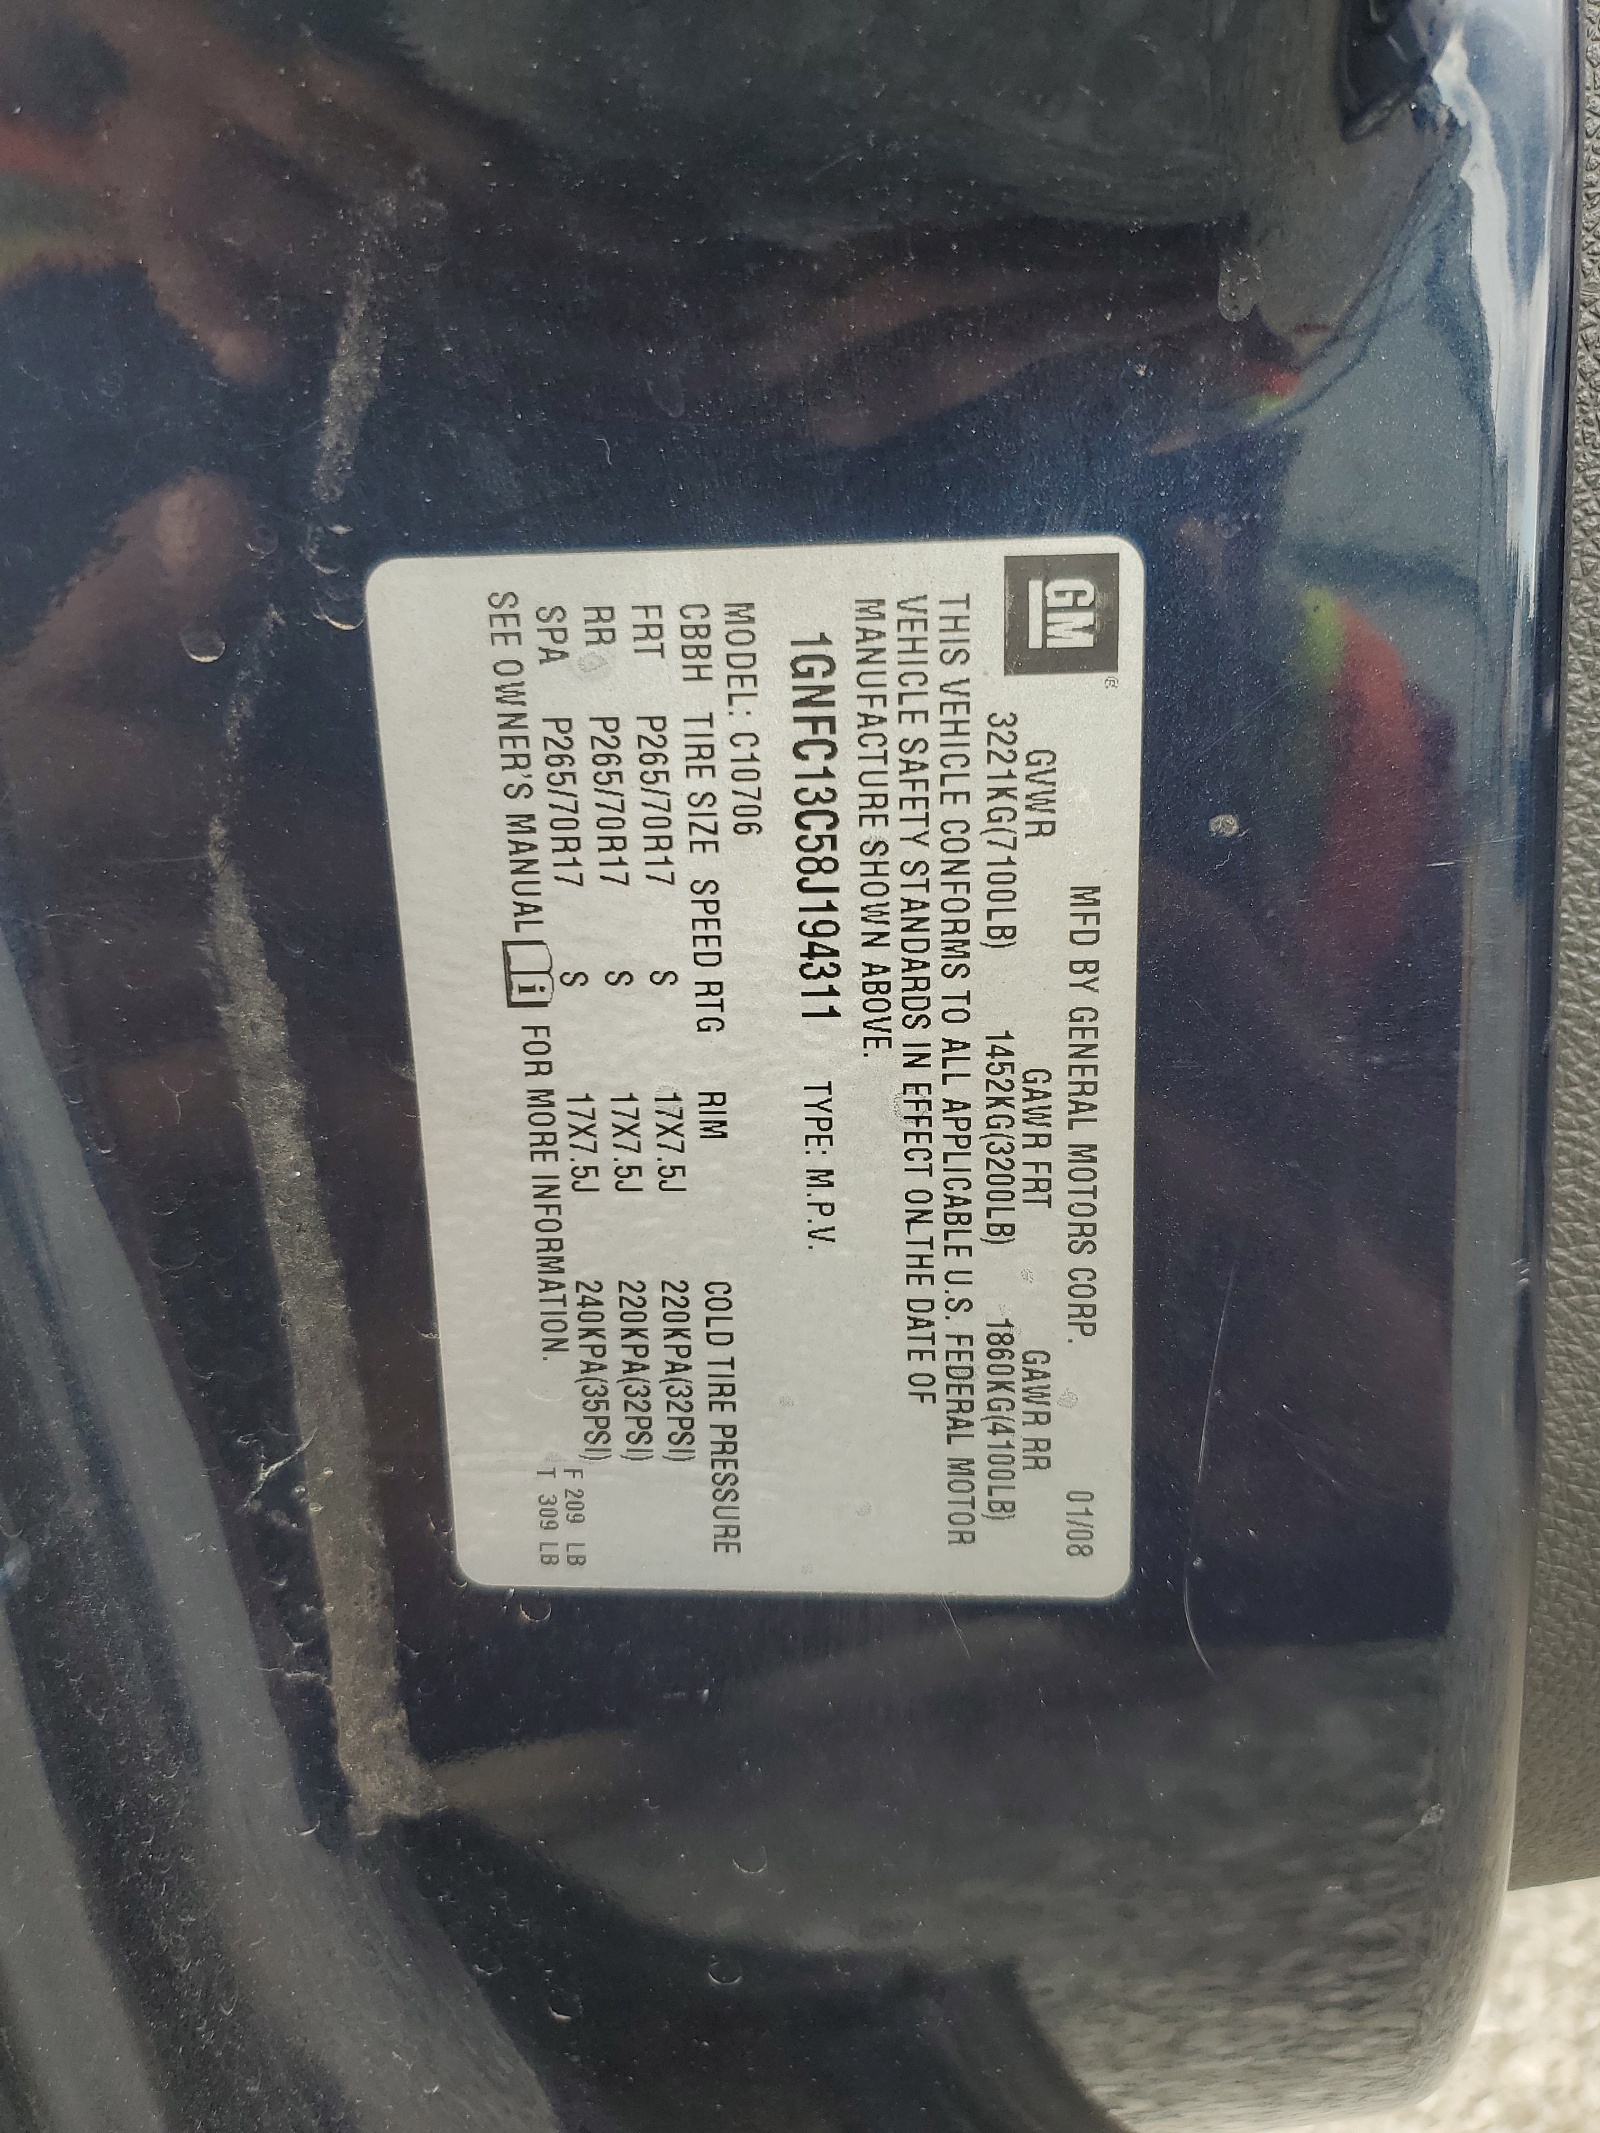 GM®
MFD BY GENERAL MOTORS CORP. 01/08
GVWR GAWR FRT GAWR RR
3221KG(7100LB) 1452KG(3200LB) 1860KG(4100LB)
THIS VEHICLE CONFORMS TO ALL APPLICABLE U.S. FEDERAL MOTOR
VEHICLE SAFETY STANDARDS IN EFFECT ON THE DATE OF
MANUFACTURE SHOWN ABOVE.
1GNFC13C58J194311 TYPE: M.P.V.
MODEL: C10706
CBBH TIRE SIZE SPEED RTG RIM COLD TIRE PRESSURE
FRT P265/70R17 S 17X7.5J 220KPA(32PSI)
RR P265/70R17 S 17X7.5J 220KPA(32PSI)
SPA P265/70R17 S 17X7.5J 240KPA(35PSI)
SEE OWNER'S MANUAL i FOR MORE INFORMATION.
F 209 LB
T 309 LB